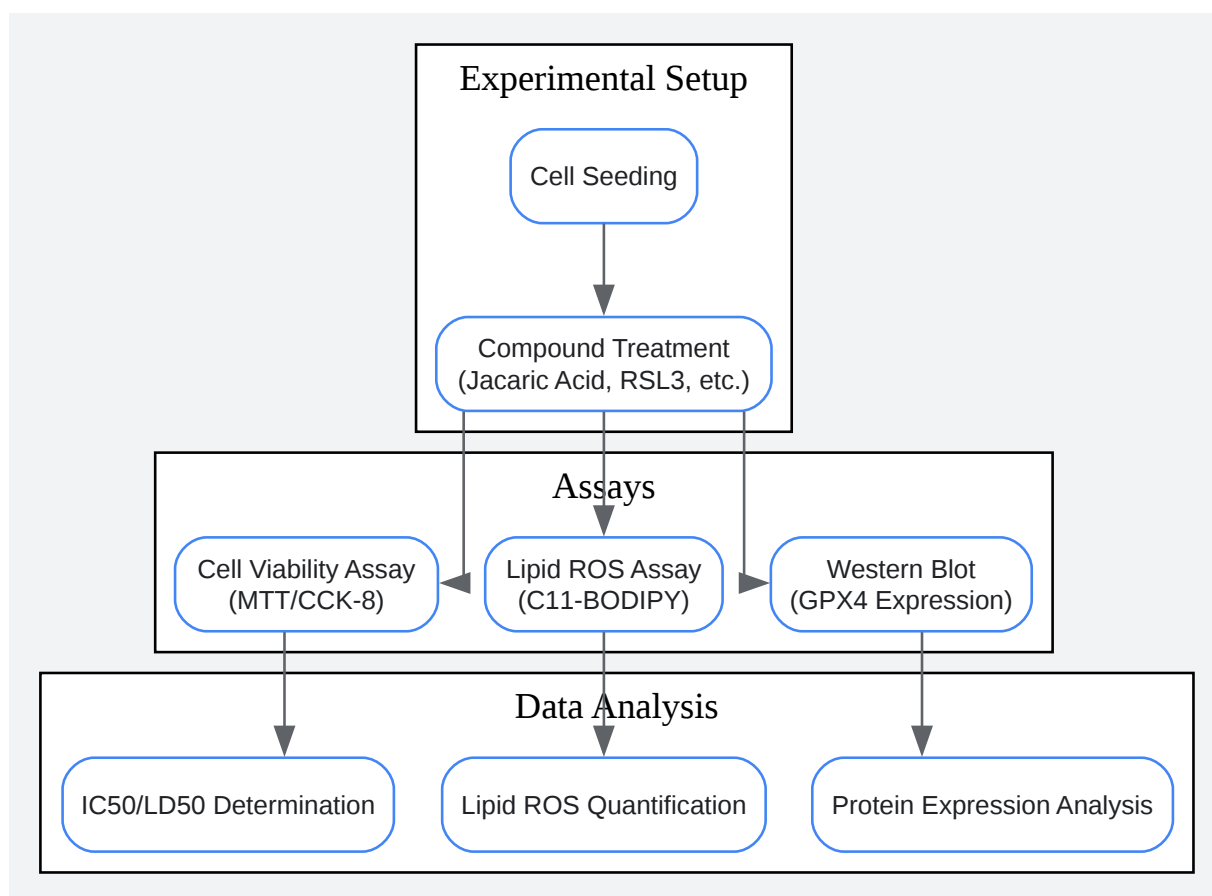 Experimental Setup
Cell Seeding
Compound Treatment
(Jacaric Acid, RSL3, etc.)
Assays
Cell Viability Assay
(MTT/CCK-8)
Lipid ROS Assay
(C11-BODIPY)
Western Blot
(GPX4 Expression)
Data Analysis
IC50/LD50 Determination
Lipid ROS Quantification
Protein Expression Analysis